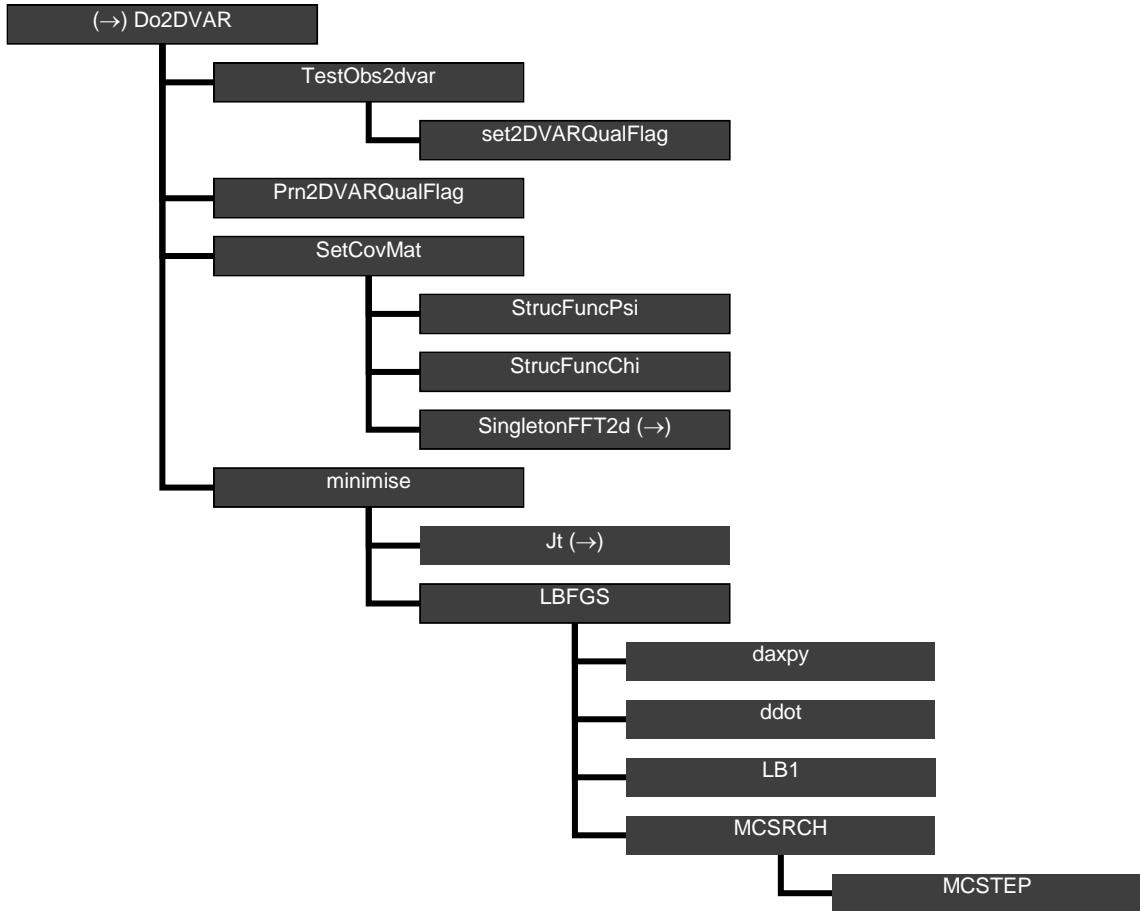 (→) Do2DVAR
TestObs2dvar
set2DVARQualFlag
Prn2DVARQualFlag
SetCovMat
StrucFuncPsi
StrucFuncChi
SingletonFFT2d (→)
minimise
Jt (→)
LBFGS
daxpy
ddot
LB1
MCSRCH
MCSTEP